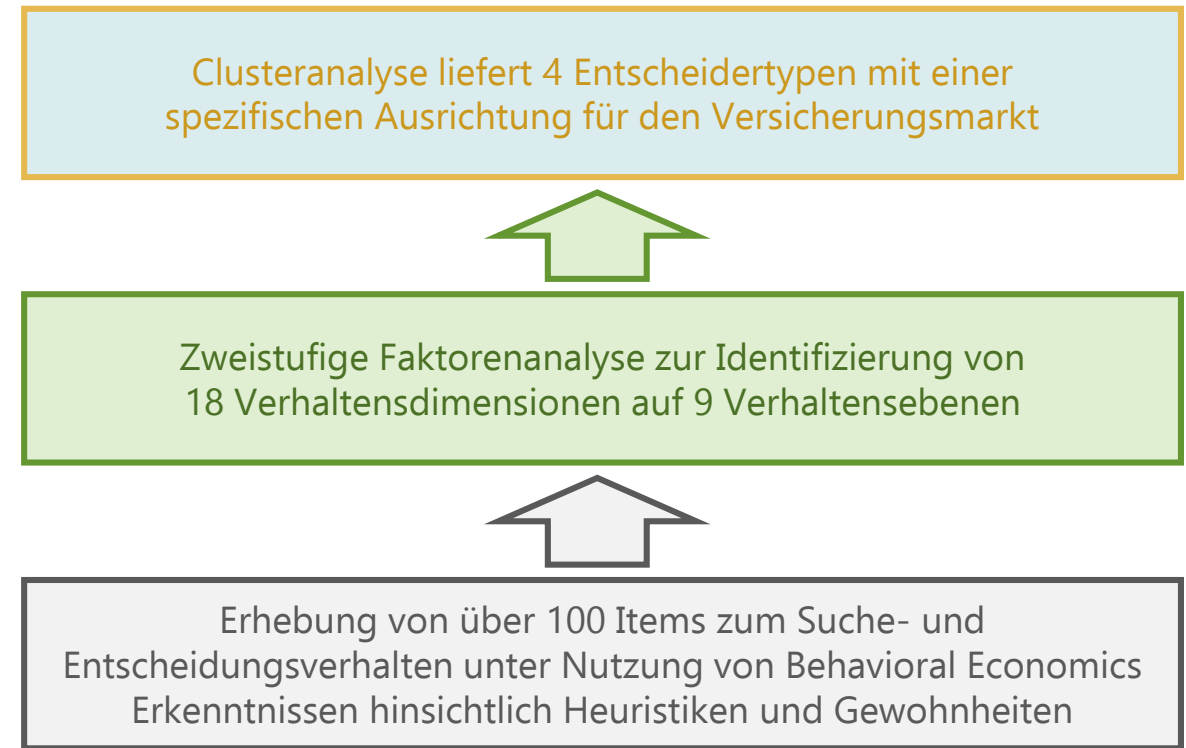 Clusteranalyse liefert 4 Entscheidertypen mit einer
spezifischen Ausrichtung für den Versicherungsmarkt
Zweistufige Faktorenanalyse zur Identifizierung von
18 Verhaltensdimensionen auf 9 Verhaltensebenen
Erhebung von über 100 Items zum Suche- und
Entscheidungsverhalten unter Nutzung von Behavioral Economics
Erkenntnissen hinsichtlich Heuristiken und Gewohnheiten